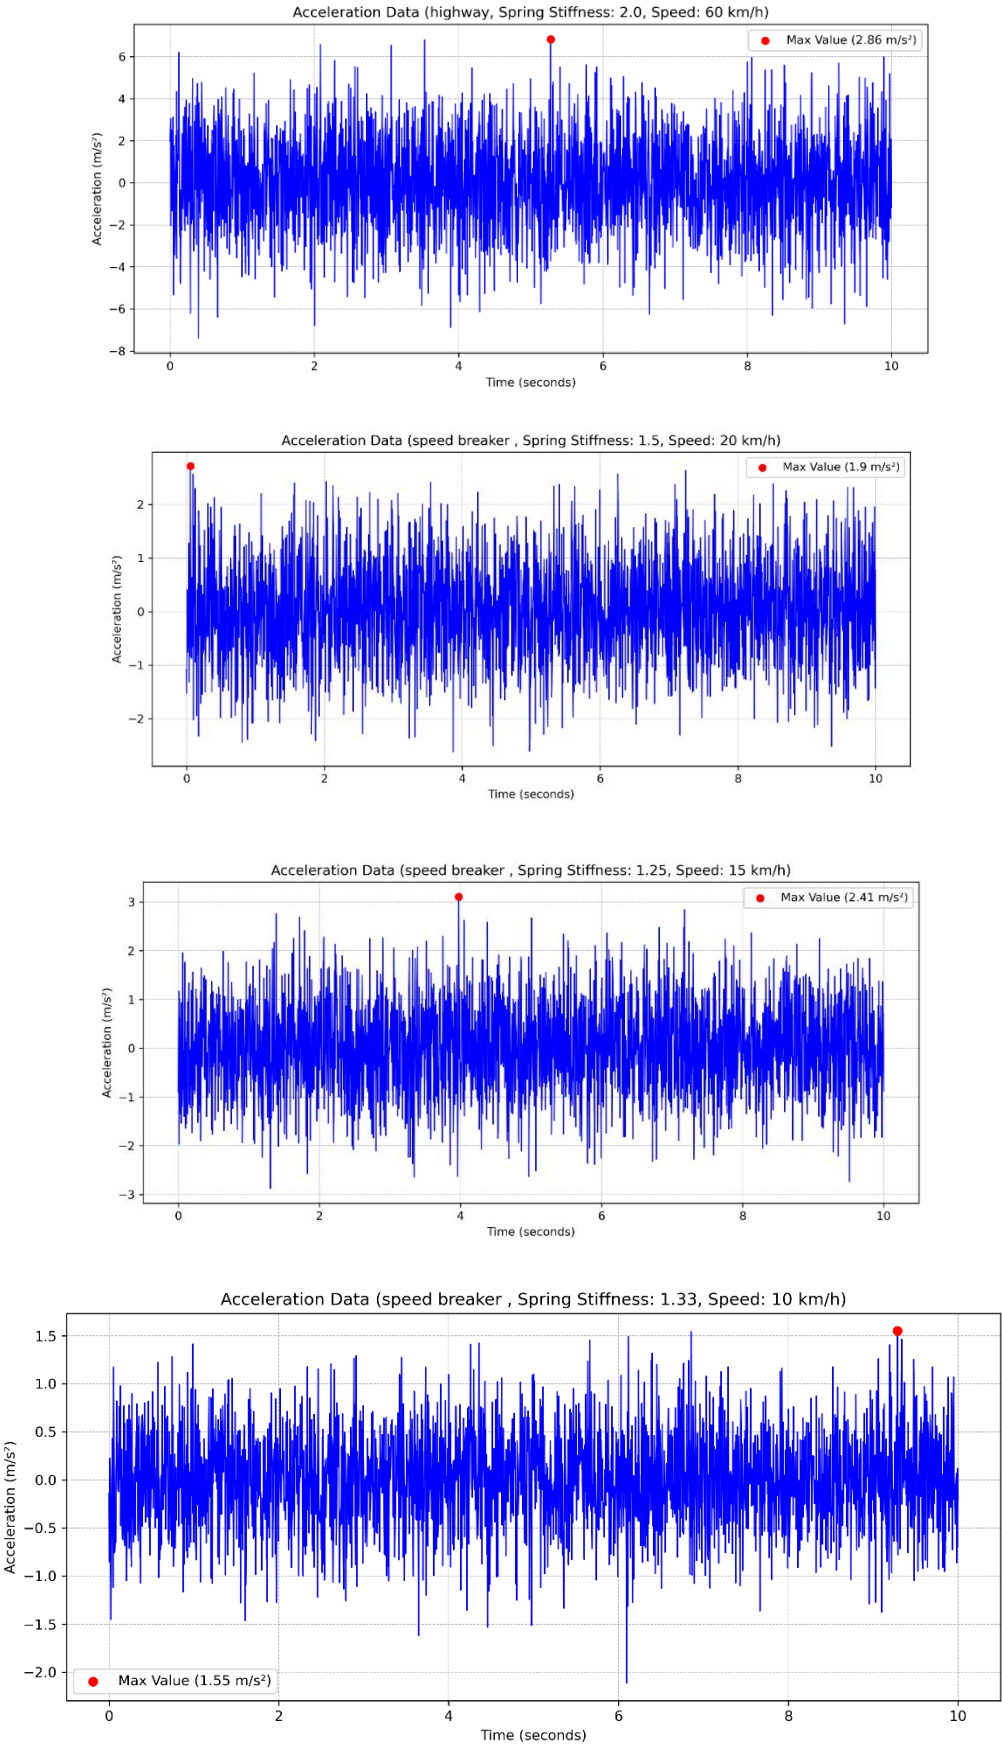 Acceleration Data (highway, Spring Stiffness: 2.0, Speed: 60 km/h)
Max Value (2.86 m/s²)
6
4
2
0
−2
−4
−6
−8
Acceleration (m/s²)
0 2 4 6 8 10
Time (seconds)
Acceleration Data (speed breaker , Spring Stiffness: 1.5, Speed: 20 km/h)
Max Value (1.9 m/s²)
2
1
0
−1
−2
Acceleration (m/s²)
0 2 4 6 8 10
Time (seconds)
Acceleration Data (speed breaker , Spring Stiffness: 1.25, Speed: 15 km/h)
Max Value (2.41 m/s²)
3
2
1
0
−1
−2
−3
Acceleration (m/s²)
0 2 4 6 8 10
Time (seconds)
Acceleration Data (speed breaker , Spring Stiffness: 1.33, Speed: 10 km/h)
1.5
1.0
0.5
0.0
−0.5
−1.0
−1.5
−2.0
Acceleration (m/s²)
Max Value (1.55 m/s²)
0 2 4 6 8 10
Time (seconds)